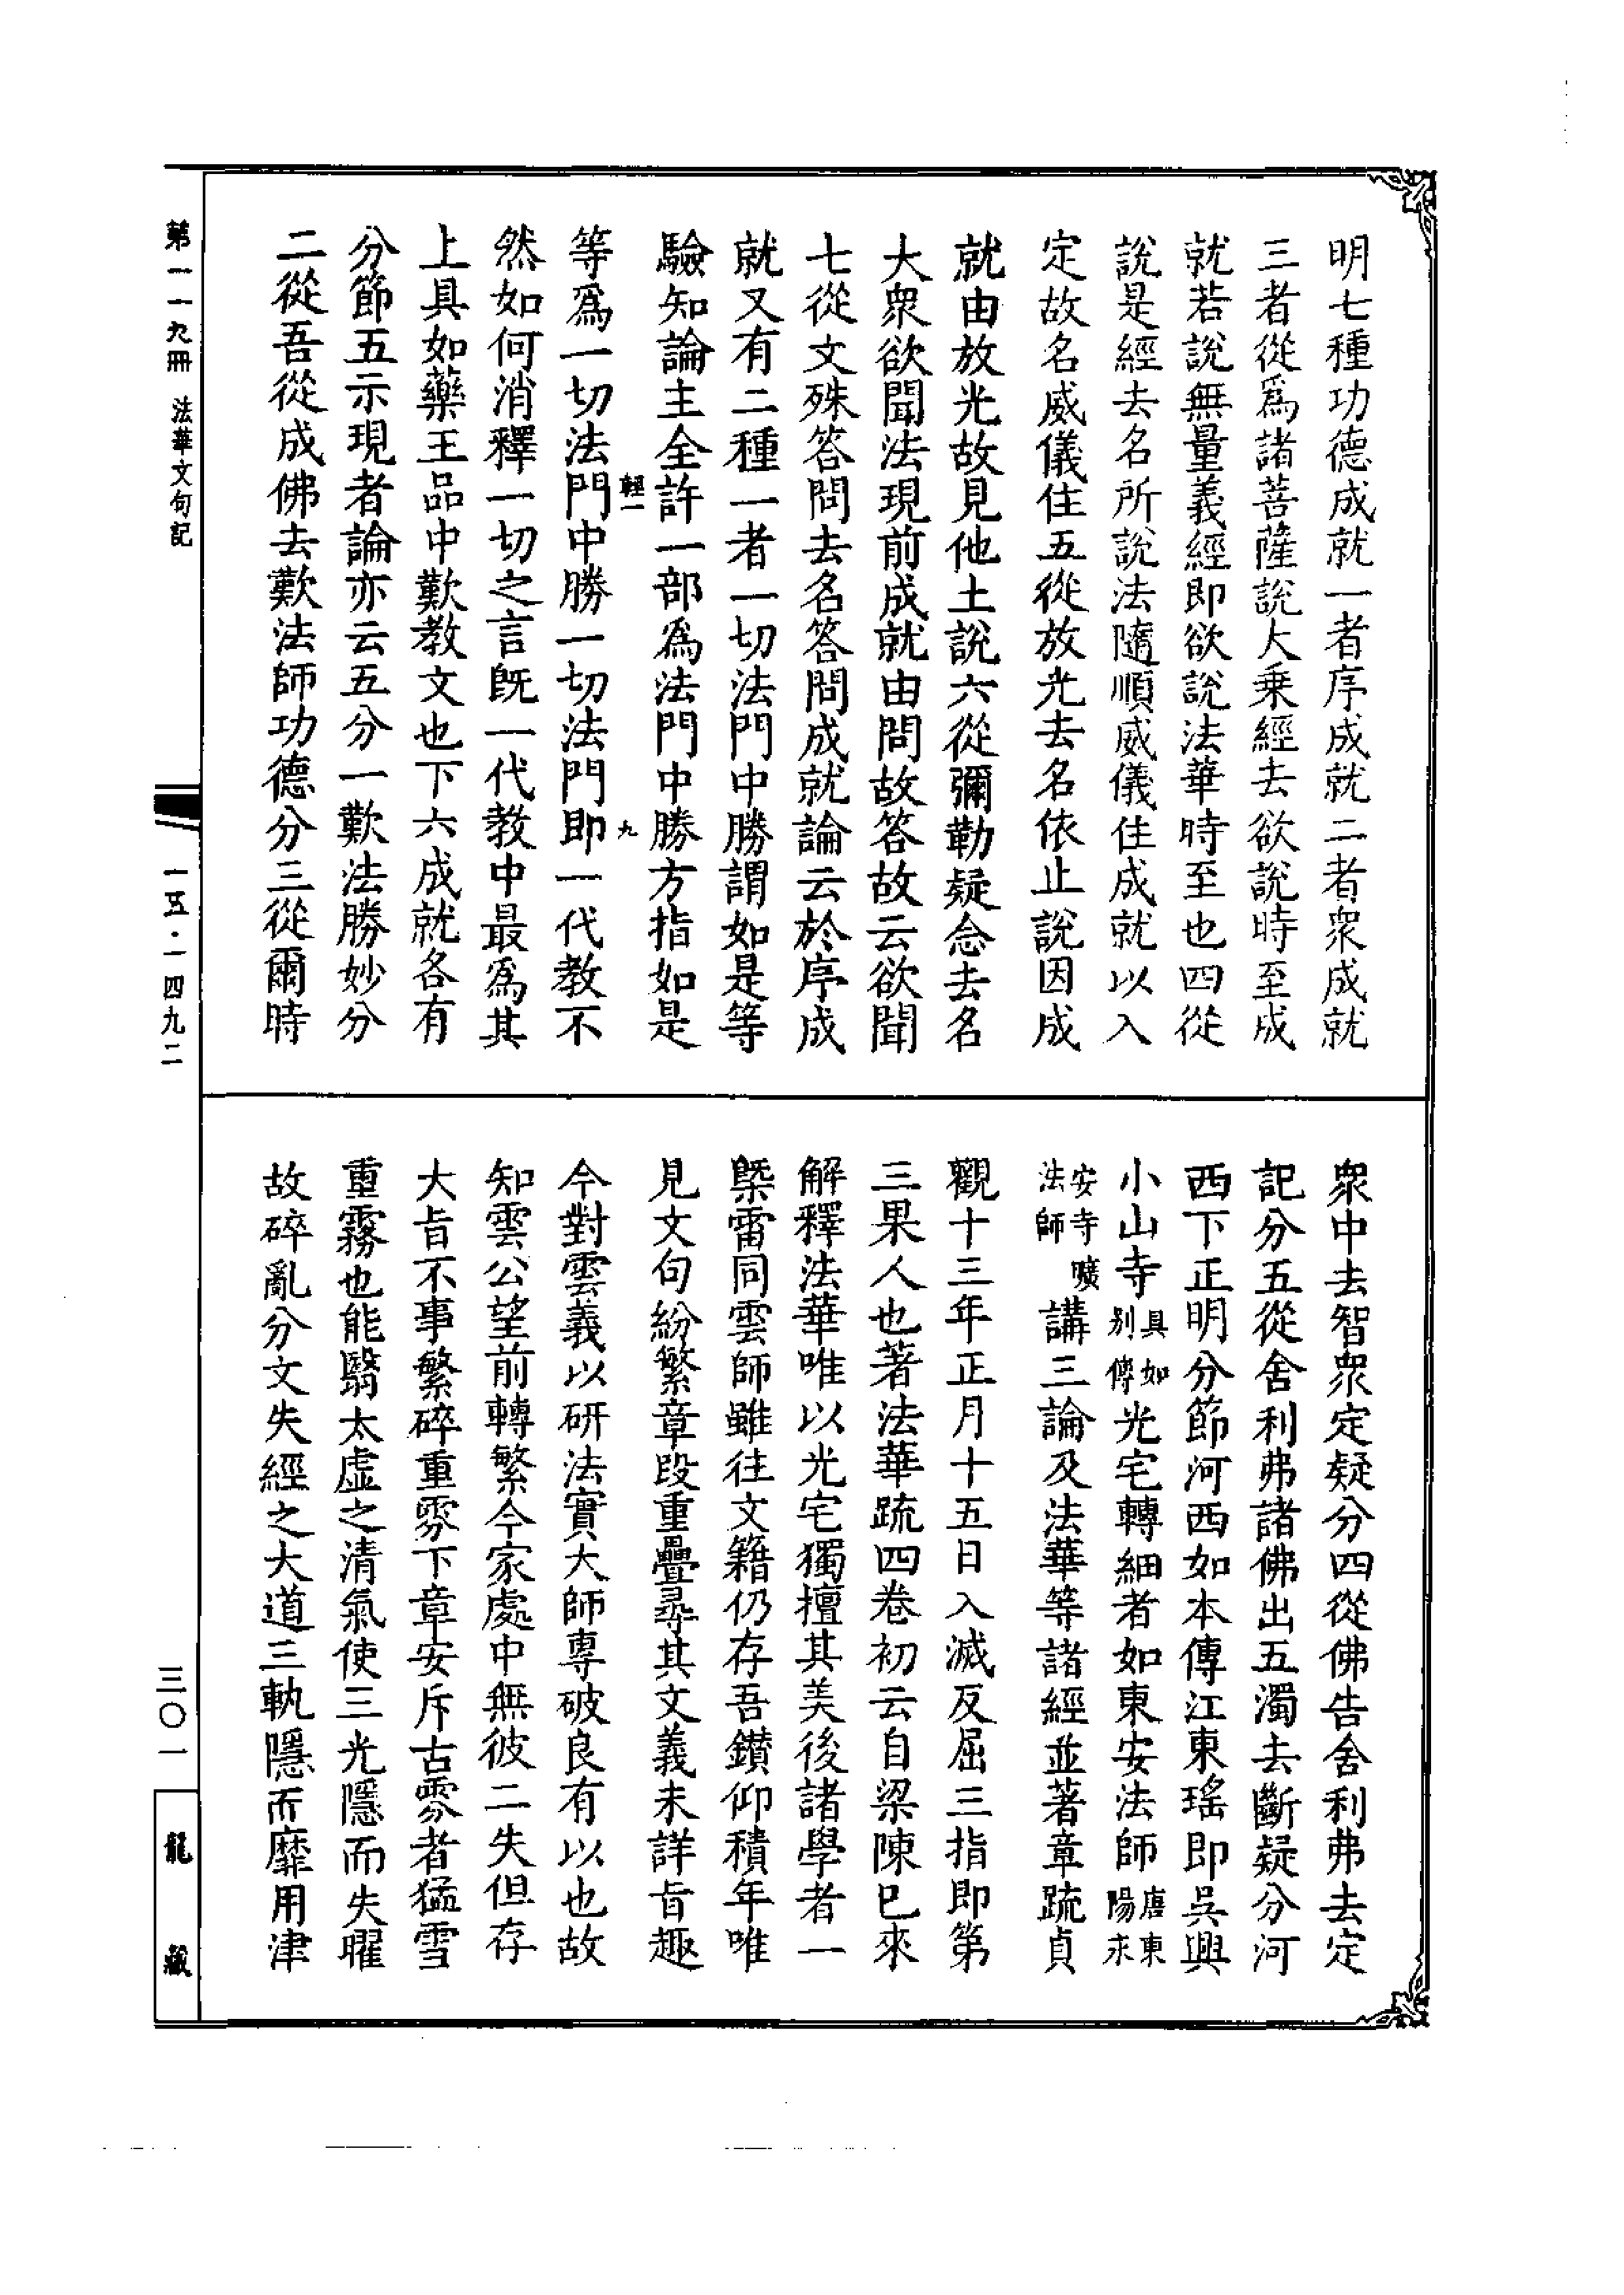 明七種功德成就一者序成就二者衆成就
三者從爲諸菩薩說大乗經去欲說時至成
就若說無量義經即欲說法華時至也四從
說是經去名所說法隨順威儀住成就以入
定故名威儀住五從放光去名依止說因成
就由放光故見他土說六從彌勒疑念去名
大衆欲聞法現前成就由問故答故云欲聞
七從文殊答問去名答問成就論云於序成
就又有二種一者一切法門中勝謂如是等
驗知論主全許一部爲法門中勝方指如是
輕一 九
等爲一切法門中勝一切法門即一代教不
然如何消釋一切之言旣一代教中最爲其
上具如藥王品中歎教文也下六成就各有
分節五示現者論亦云五分一歎法勝妙分
二從吾從成佛去歎法師功德分三從爾時
衆中去智衆定疑分四從佛告舍利弗去定
記分五從舍利弗諸佛出五濁去斷疑分河
西下正明分節河西如本傳江東瑤即吳興
小山寺具如別傳光宅轉細者如東安法師唐東陽求
安寺曠法師講三論及法華等諸經並著章疏貞
觀十三年正月十五日入滅反屈三指即第
三果人也著法華疏四卷初云自梁陳已來
解釋法華唯以光宅獨擅其美後諸學者一
槩雷同雲師雖往文籍仍存吾鑚仰積年唯
見文句紛繁章段重疊尋其文義未詳旨趣
今對雲義以研法實大師專破良有以也故
知雲公望前轉繁今家處中無彼二失但存
大旨不事繁碎重雰下章安斥古雰者猛雪
重霧也能翳太虛之清氣使三光隱而失曜
故碎亂分文失經之大道三軌隱而靡用津
第一一九冊 法華文句記
一五·一四九二
三〇一
龍藏